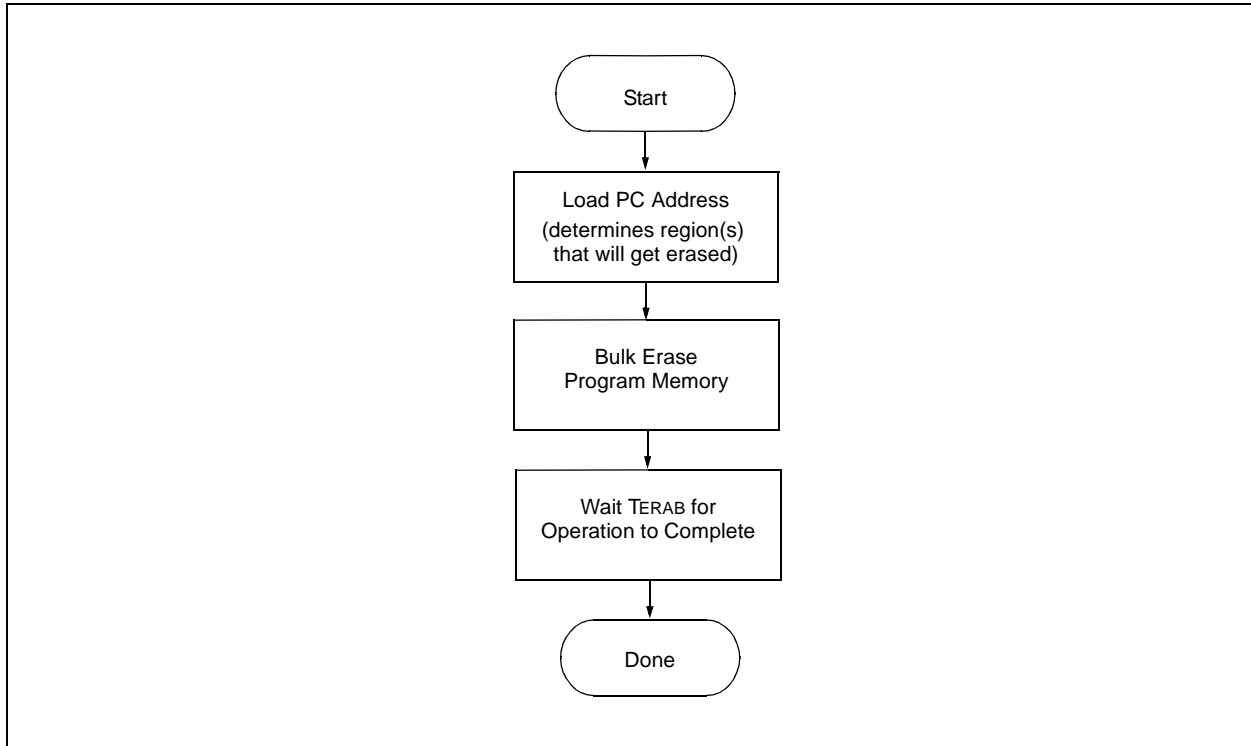 Start
Load PC Address
(determines region(s)
that will get erased)
Bulk Erase
Program Memory
Wait TERAB for
Operation to Complete
Done